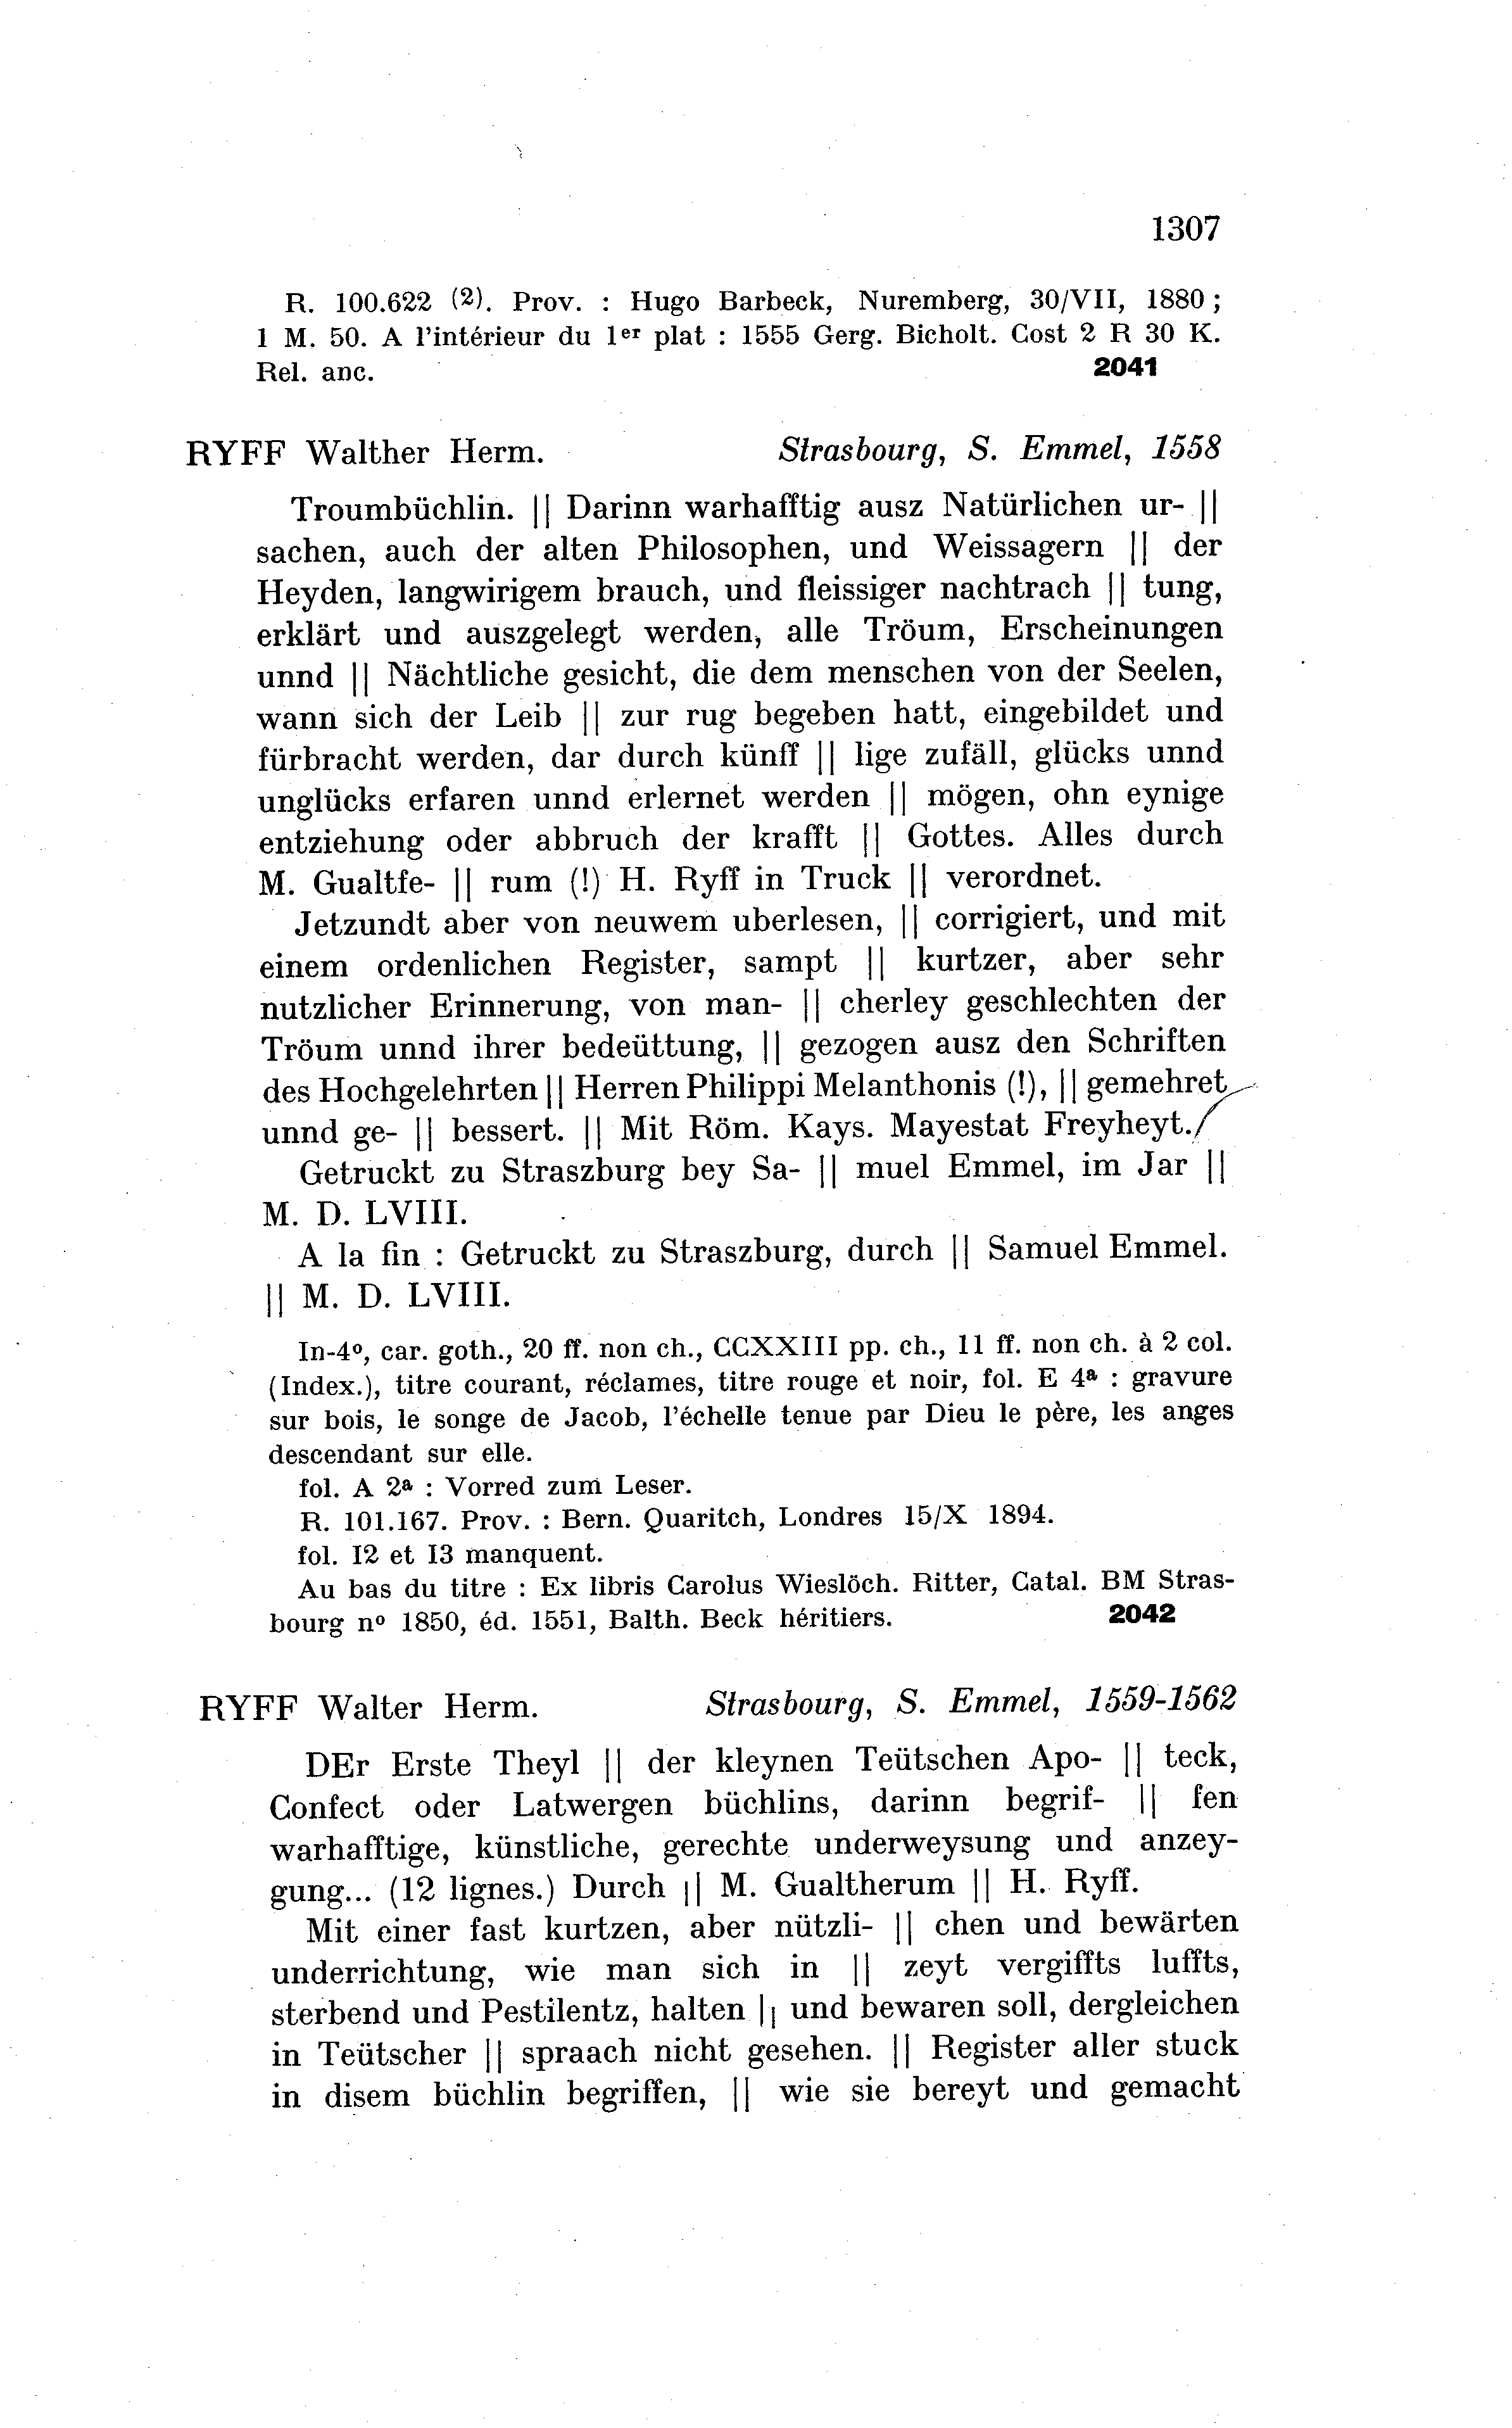 1307
R. 100.622 (2). Prov. : Hugo Barbeck, Nuremberg, 30/VII, 1880 ;
1 M. 50. A l'intérieur du 1er plat : 1555 Gerg. Bicholt. Cost 2 R 30 K.
Rel. anc. 2041
RYFF Walther Herm. Strasbourg, S. Emmel, 1558
Troumbüchlin. || Darinn warhafftig ausz Natürlichen ur- ||
sachen, auch der alten Philosophen, und Weissagern || der
Heyden, langwirigem brauch, und fleissiger nachtrach || tung,
erklärt und auszgelegt werden, alle Tröum, Erscheinungen
unnd || Nächtliche gesicht, die dem menschen von der Seelen,
wann sich der Leib || zur rug begeben hatt, eingebildet und
fürbracht werden, dar durch künff || lige zufäll, glücks unnd
unglücks erfaren unnd erlernet werden || mögen, ohn eynige
entziehung oder abbruch der krafft || Gottes. Alles durch
M. Gualtfe- || rum (!) H. Ryff in Truck || verordnet.
Jetzundt aber von neuwem uberlesen, || corrigiert, und mit
einem ordenlichen Register, sampt || kurtzer, aber sehr
nutzlicher Erinnerung, von man- || cherley geschlechten der
Tröum unnd ihrer bedeüttung, || gezogen ausz den Schriften
des Hochgelehrten || Herren Philippi Melanthonis (!), || gemehret
unnd ge- || bessert. || Mit Röm. Kays. Mayestat Freyheyt./
Getruckt zu Straszburg bey Sa- || muel Emmel, im Jar ||
M. D. LVIII.
A la fin : Getruckt zu Straszburg, durch || Samuel Emmel.
|| M. D. LVIII.
In-4º, car. goth., 20 ff. non ch., CCXXIII pp. ch., 11 ff. non ch. à 2 col.
(Index.), titre courant, réclames, titre rouge et noir, fol. E 4ª : gravure
sur bois, le songe de Jacob, l'échelle tenue par Dieu le père, les anges
descendant sur elle.
fol. A 2ª : Vorred zum Leser.
R. 101.167. Prov. : Bern. Quaritch, Londres 15/X 1894.
fol. I2 et I3 manquent.
Au bas du titre : Ex libris Carolus Wieslöch. Ritter, Catal. BM Stras-
bourg nº 1850, éd. 1551, Balth. Beck héritiers. 2042
RYFF Walter Herm. Strasbourg, S. Emmel, 1559-1562
DEr Erste Theyl || der kleynen Teütschen Apo- || teck,
Confect oder Latwergen büchlins, darinn begrif- || fen
warhafftige, künstliche, gerechte underweysung und anzey-
gung... (12 lignes.) Durch || M. Gualtherum || H. Ryff.
Mit einer fast kurtzen, aber nützli- || chen und bewärten
underrichtung, wie man sich in || zeyt vergiffts luffts,
sterbend und Pestilentz, halten || und bewaren soll, dergleichen
in Teütscher || spraach nicht gesehen. || Register aller stuck
in disem büchlin begriffen, || wie sie bereyt und gemacht